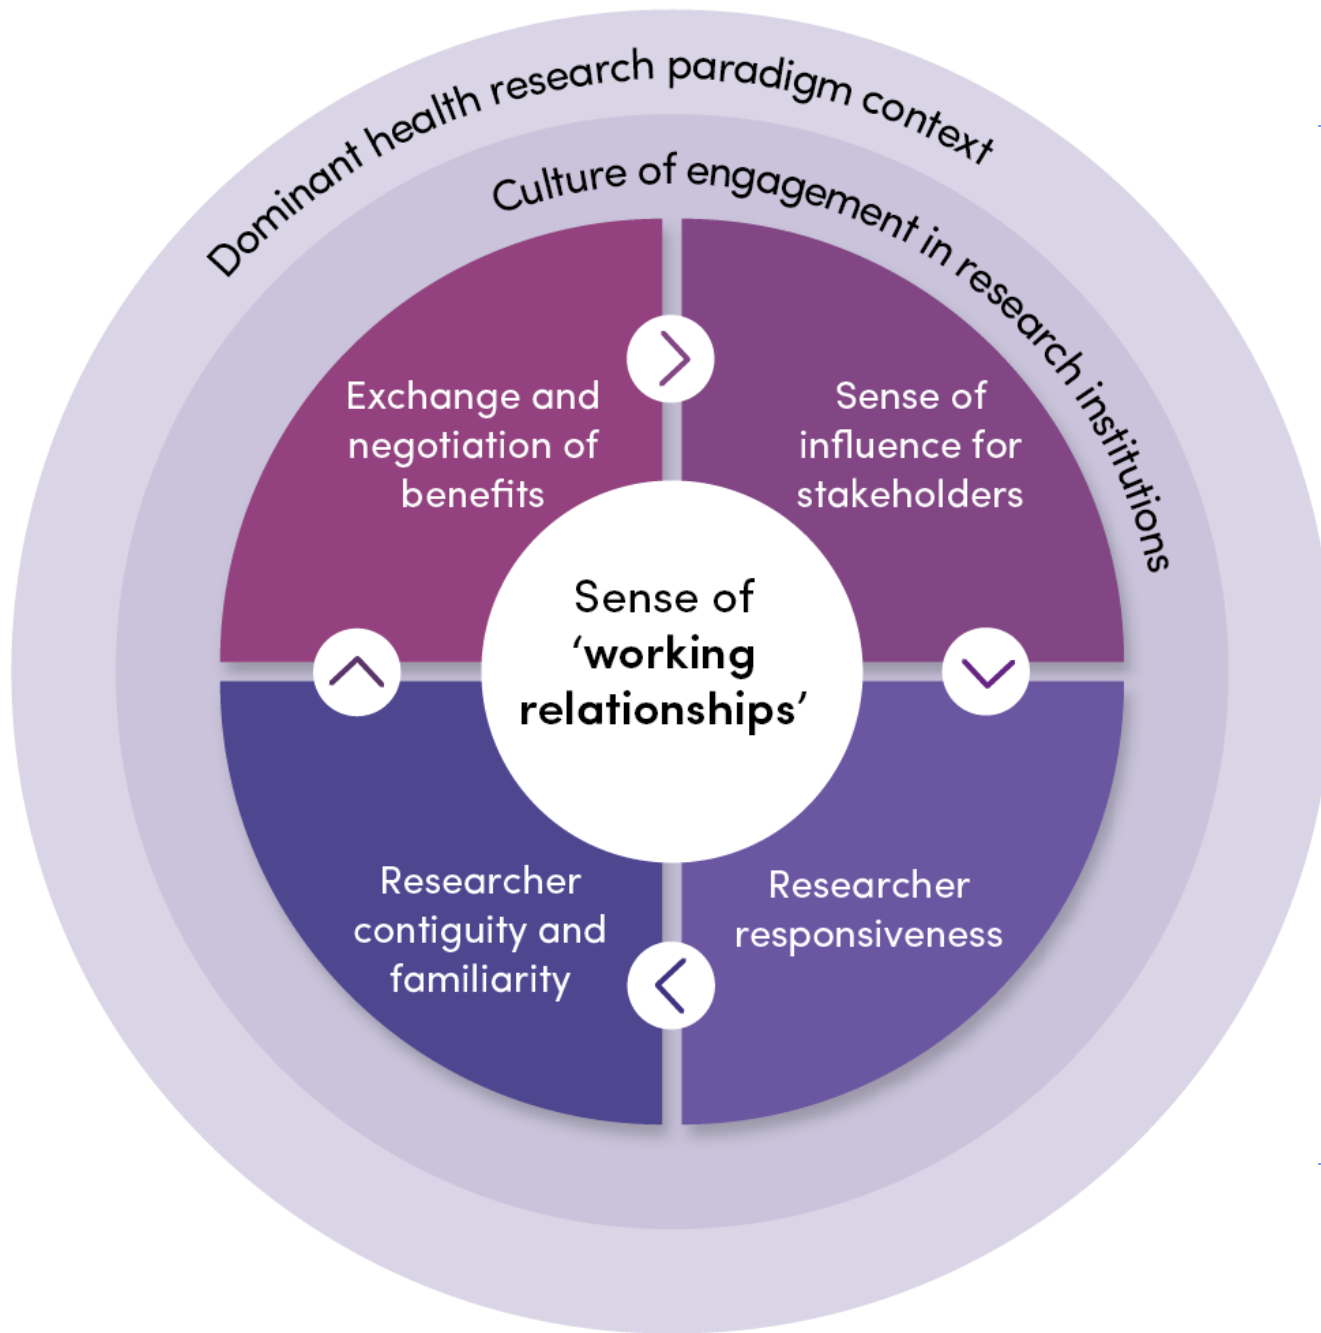 Dominant health research paradigm context
Culture of engagement in research institutions
Exchange and
negotiation of
benefits
Sense of
influence for
stakeholders
Sense of
‘working
relationships’
Researcher
contiguity and
familiarity
Researcher
responsiveness